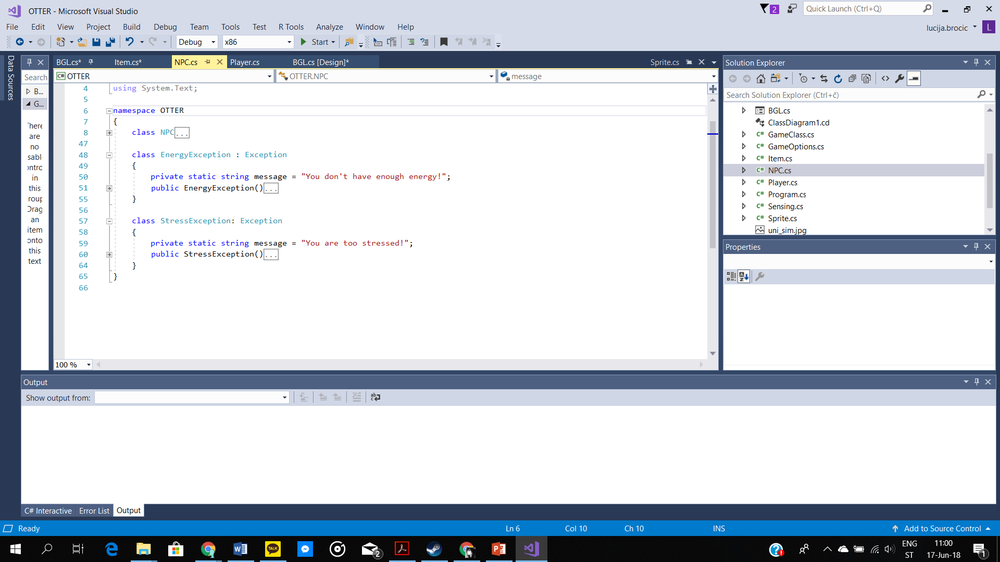 OTTER - Microsoft Visual Studio
2
Quick Launch (Ctrl+Q)
File Edit View Project Build Debug Team Tools Test R Tools Analyze Window Help
lucija.brocic L
Debug x86 Start
Data Sources
BGL.cs* Item.cs* NPC.cs Player.cs BGL.cs [Design]* Sprite.cs
OTTER OTTER.NPC message
Search
B...
G...
are
no
in
this
Drag
an
item
this
text
4 using System.Text;
5
6 namespace OTTER
7 {
8 class NPC...
47
48 class EnergyException : Exception
49 {
50 private static string message = "You don't have enough energy!";
51 public EnergyException()...
55 }
56
57 class StressException: Exception
58 {
59 private static string message = "You are too stressed!";
60 public StressException()...
64 }
65 }
66
100 %
Solution Explorer
Search Solution Explorer (Ctrl+č)
BGL.cs
ClassDiagram1.cd
C# GameClass.cs
C# GameOptions.cs
C# Item.cs
C# NPC.cs
C# Player.cs
C# Program.cs
C# Sensing.cs
C# Sprite.cs
uni_sim.jpg
Properties
Output
Show output from:
C# Interactive Error List Output
Ready Ln 6 Col 10 Ch 10 INS Add to Source Control
TALK
2
ENG
ST
11:00
17-Jun-18
1